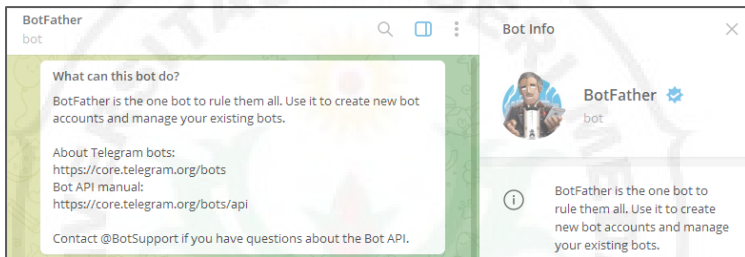 BotFather
bot
What can this bot do?
BotFather is the one bot to rule them all. Use it to create new bot
accounts and manage your existing bots.
About Telegram bots:
https://core.telegram.org/bots
Bot API manual:
https://core.telegram.org/bots/api
Contact @BotSupport if you have questions about the Bot API.
Bot Info
BotFather
bot
BotFather is the one bot to
rule them all. Use it to create
new bot accounts and manage
your existing bots.